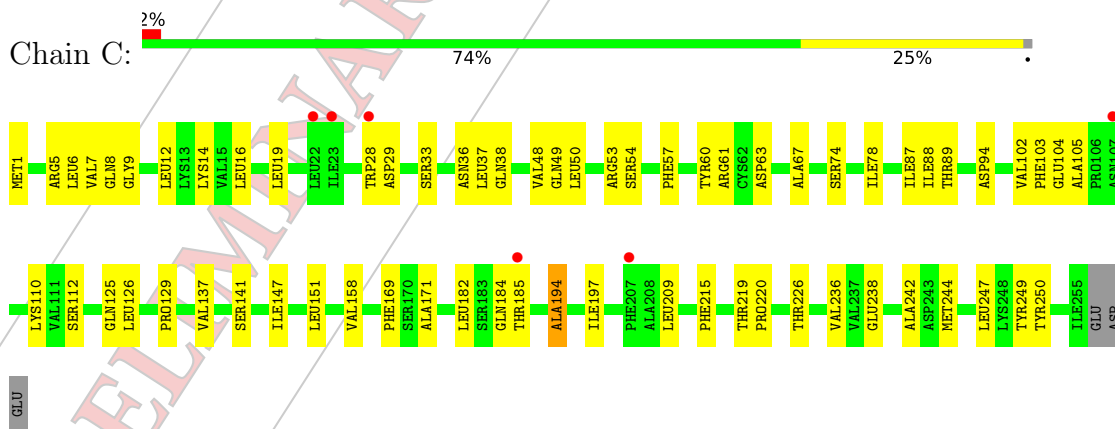 2%
Chain C:
74% 25% •
MET1 ARG5 LEU6 VAL7 GLN8 GLY9 LEU12 LYS13 LYS14 VAL15 LEU16 LEU19 LEU22 ILE23 TRP28 ASP29 SER33 ASN36 LEU37 GLN38 VAL48 GLN49 LEU50 ARG53 SER54 PHE57 TYR60 ARG61 CYS62 ASP63 ALA67 SER74 ILE78 ILE87 ILE88 THR89 ASP94 VAL102 PHE103 GLU104 ALA105 PRO106 ASN107
LYS110 VAL111 SER112 GLN125 LEU126 PRO129 VAL137 SER141 ILE147 LEU151 VAL158 PHE169 SER170 ALA171 LEU182 SER183 GLN184 THR185 ALA194 ILE197 PHE207 ALA208 LEU209 PHE215 THR219 PRO220 THR226 VAL236 VAL237 GLU238 ALA242 ASP243 MET244 LEU247 LYS248 TYR249 TYR250 ILE255 GLU ASP
GLU